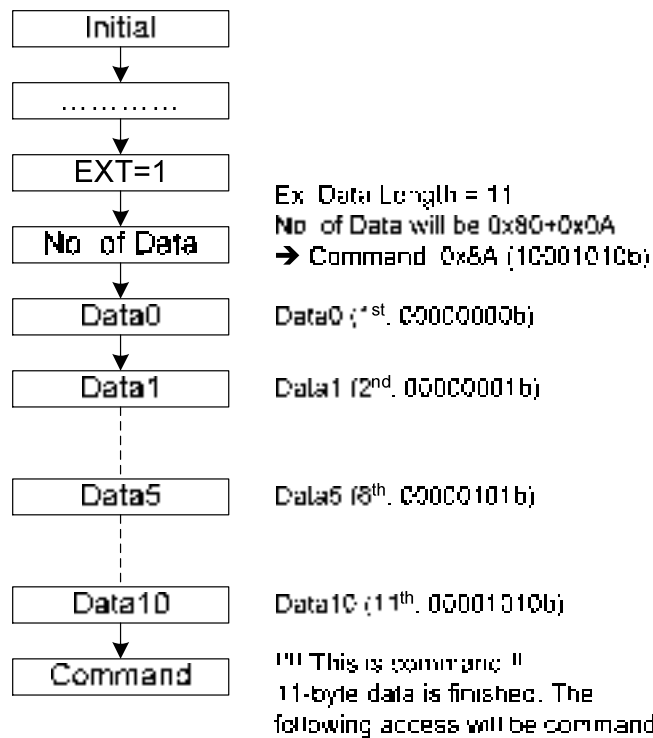 Initial
…………
EXT=1
No of Data
Ex Data Length = 11
No of Data will be 0x80+0x0A
➔ Command 0x8A (10001010b)
Data0
Data0 (1st, 00000000b)
Data1
Data1 (2nd, 00000001b)
Data5
Data5 (6th, 00000101b)
Data10
Data10 (11th, 00001010b)
Command
!!!! This is command !!
11-byte data is finished. The
following access will be command